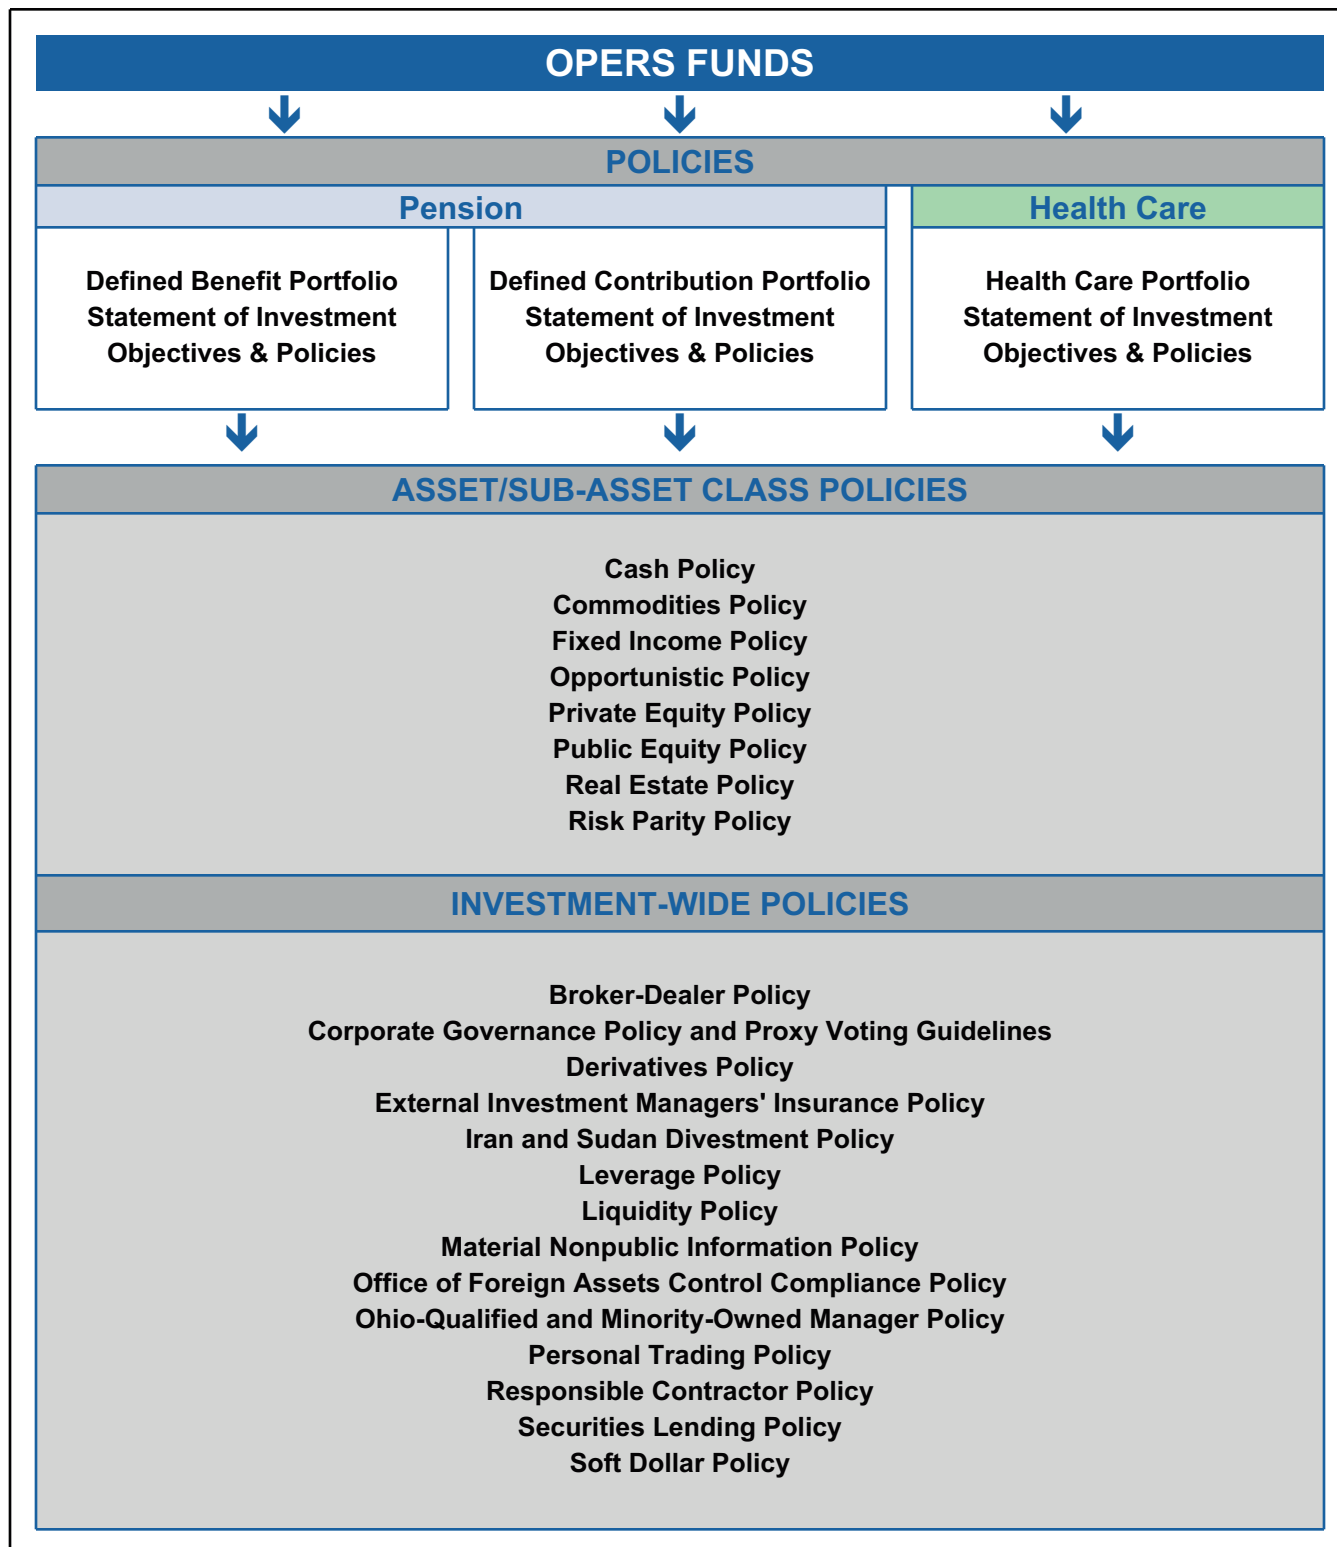 OPERS FUNDS
POLICIES
Pension
Health Care
Defined Benefit Portfolio
Statement of Investment
Objectives & Policies
Defined Contribution Portfolio
Statement of Investment
Objectives & Policies
Health Care Portfolio
Statement of Investment
Objectives & Policies
ASSET/SUB-ASSET CLASS POLICIES
Cash Policy
Commodities Policy
Fixed Income Policy
Opportunistic Policy
Private Equity Policy
Public Equity Policy
Real Estate Policy
Risk Parity Policy
INVESTMENT-WIDE POLICIES
Broker-Dealer Policy
Corporate Governance Policy and Proxy Voting Guidelines
Derivatives Policy
External Investment Managers' Insurance Policy
Iran and Sudan Divestment Policy
Leverage Policy
Liquidity Policy
Material Nonpublic Information Policy
Office of Foreign Assets Control Compliance Policy
Ohio-Qualified and Minority-Owned Manager Policy
Personal Trading Policy
Responsible Contractor Policy
Securities Lending Policy
Soft Dollar Policy